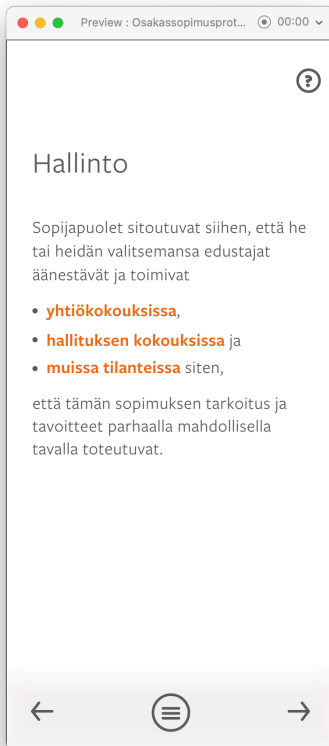 Preview : Osakassopimusprot... 00:00
?
Hallinto
Sopijapuolet sitoutuvat siihen, että he
tai heidän valitsemansa edustajat
äänestävät ja toimivat
• yhtiökokouksissa,
• hallituksen kokouksissa ja
• muissa tilanteissa siten,
että tämän sopimuksen tarkoitus ja
tavoitteet parhaalla mahdollisella
tavalla toteutuvat.